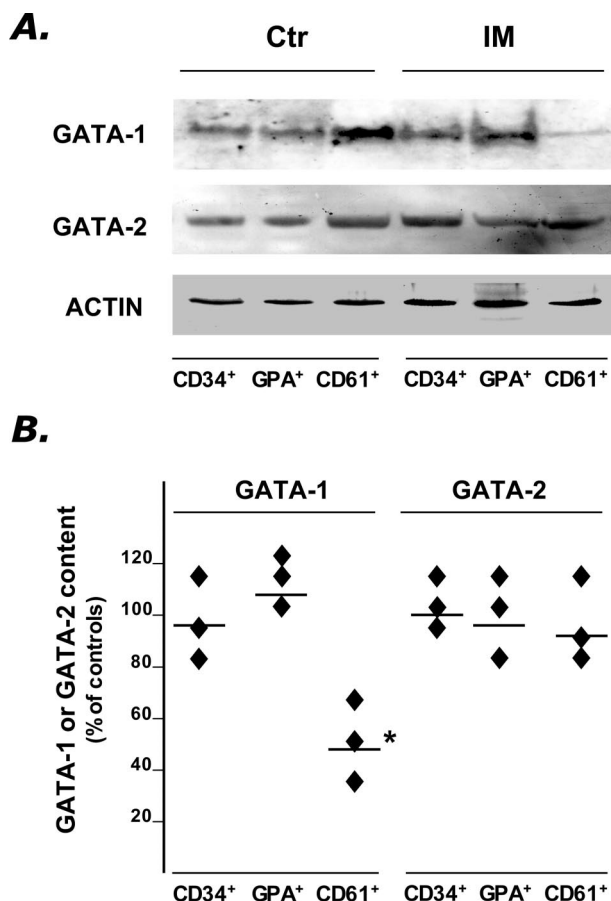 A.
Ctr IM
GATA-1
GATA-2
ACTIN
CD34⁺ GPA⁺ CD61⁺ CD34⁺ GPA⁺ CD61⁺
B.
GATA-1 GATA-2
GATA-1 or GATA-2 content
(% of controls)
120
100
80
60
*
40
20
CD34⁺ GPA⁺ CD61⁺ CD34⁺ GPA⁺ CD61⁺